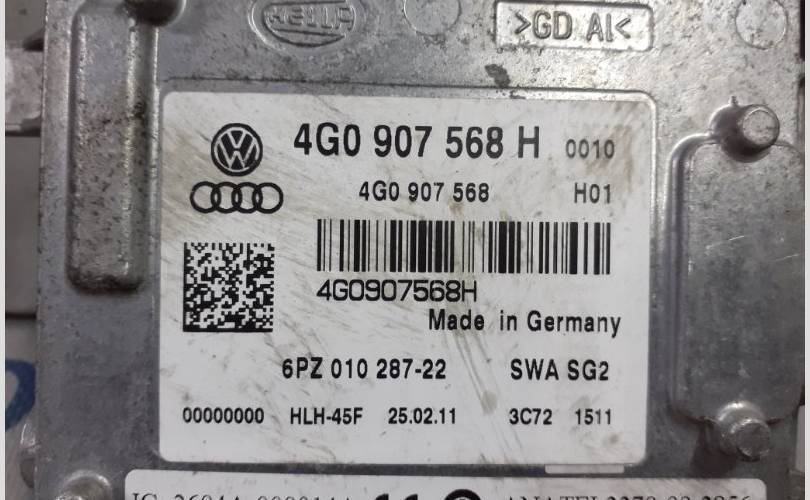 HELLA
>GD Al<
4G0 907 568 H 0010
4G0 907 568 H01
4G0907568H
Made in Germany
6PZ 010 287-22 SWA SG2
00000000 HLH-45F 25.02.11 3C72 1511